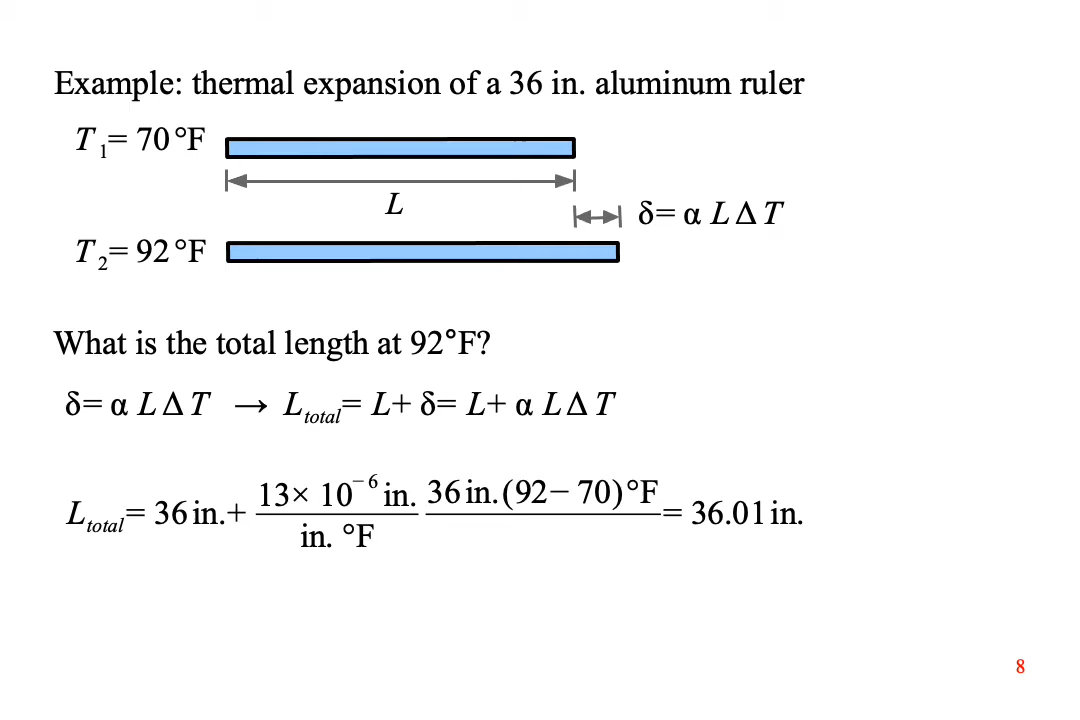 Example: thermal expansion of a 36 in. aluminum ruler
T₁= 70 °F
L
δ= α L Δ T
T₂= 92 °F
What is the total length at 92°F?
δ= α L Δ T → L_total= L+ δ= L+ α L Δ T
L_total= 36 in.+ 13× 10⁻⁶ in. / in. °F 36 in.(92− 70)°F = 36.01 in.
8